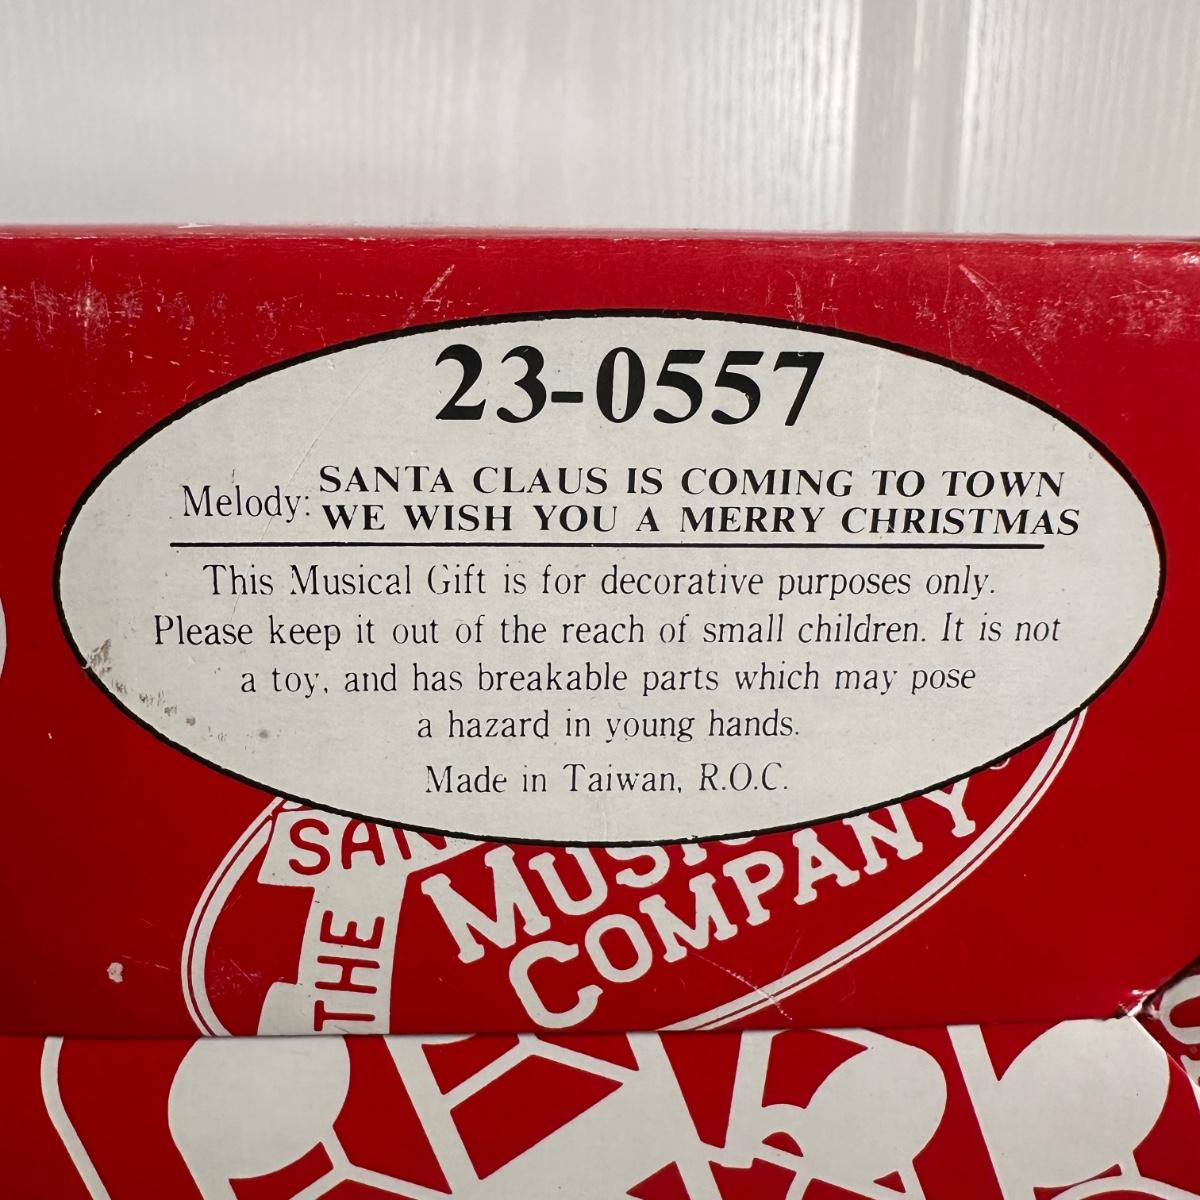 23-0557
Melody: SANTA CLAUS IS COMING TO TOWN
WE WISH YOU A MERRY CHRISTMAS
This Musical Gift is for decorative purposes only.
Please keep it out of the reach of small children. It is not
a toy, and has breakable parts which may pose
a hazard in young hands.
Made in Taiwan, R.O.C.
THE
COMPANY